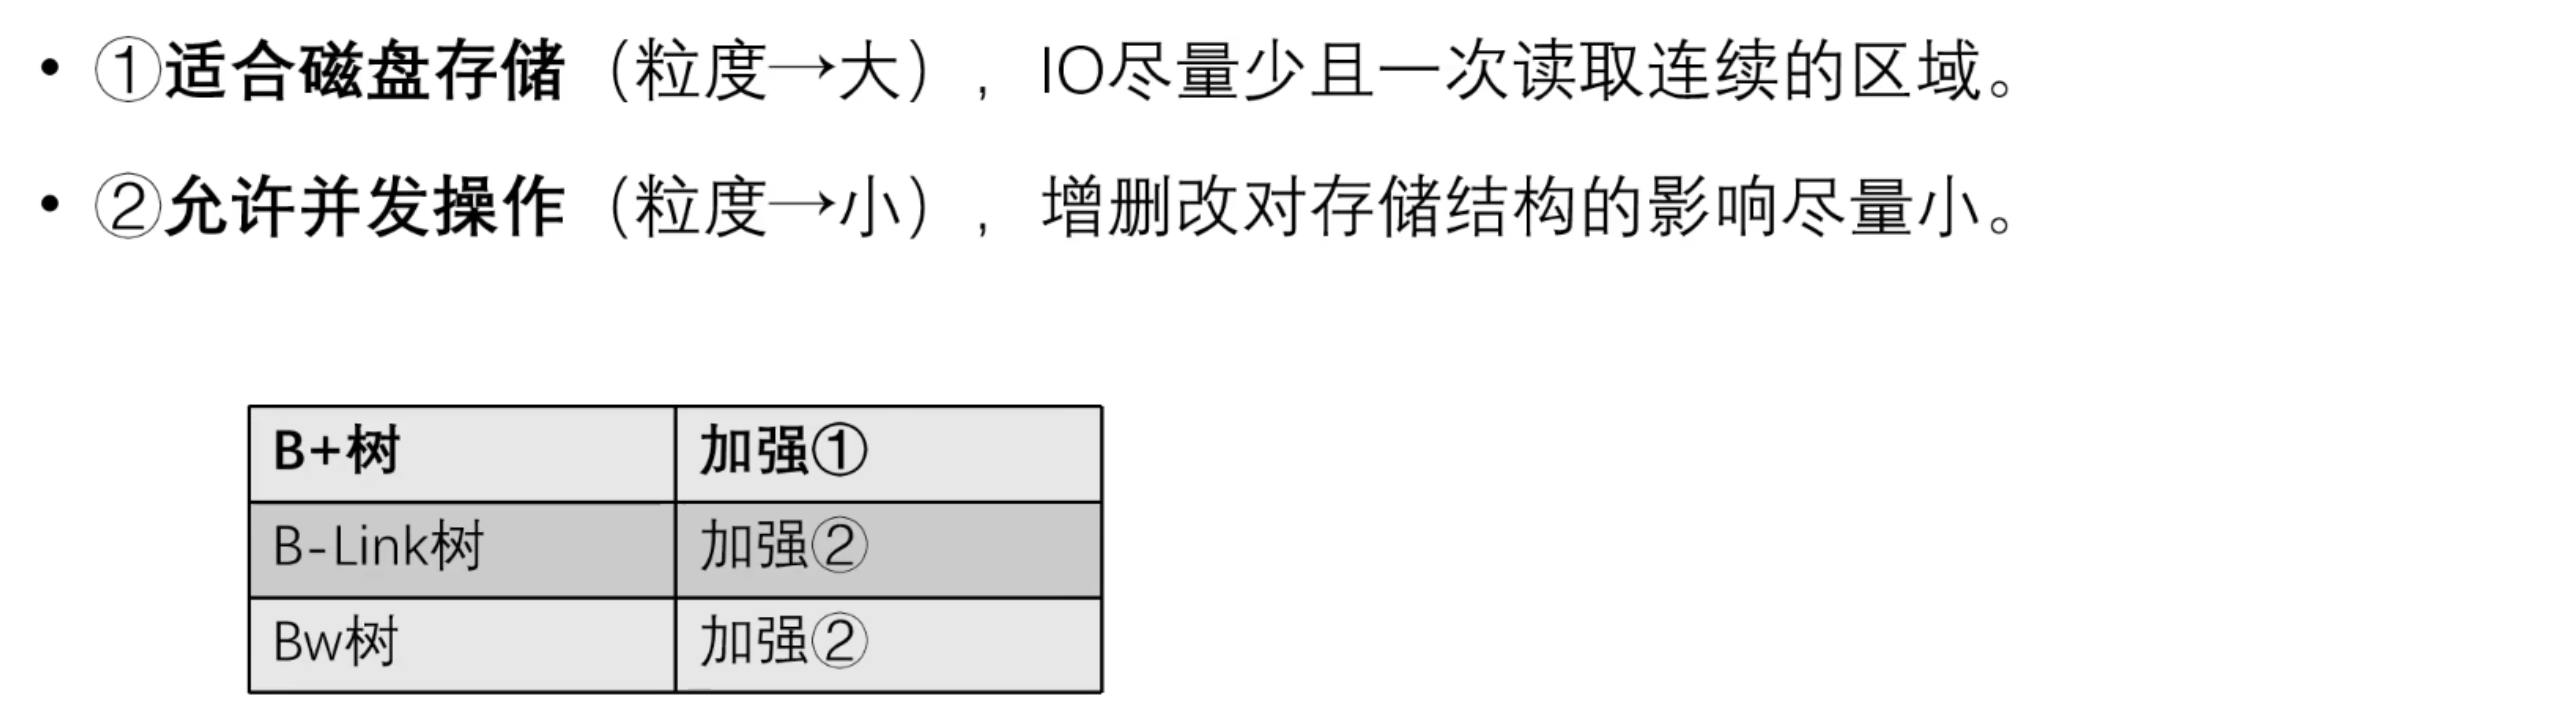 • ①适合磁盘存储（粒度→大），IO尽量少且一次读取连续的区域。
• ②允许并发操作（粒度→小），增删改对存储结构的影响尽量小。
B+树 加强①
B-Link树 加强②
Bw树 加强②